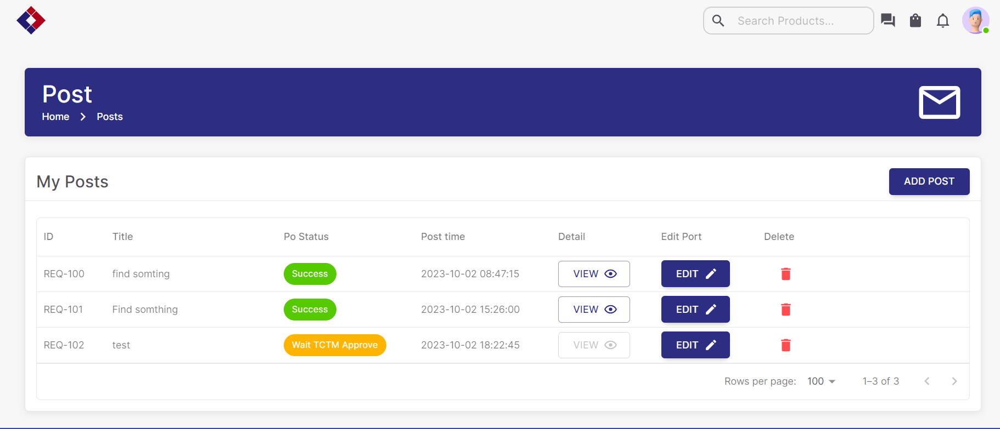 Search Products...
Post
Home > Posts
My Posts
ADD POST
ID Title Po Status Post time Detail Edit Port Delete
REQ-100 find somting Success 2023-10-02 08:47:15 VIEW EDIT
REQ-101 Find somthing Success 2023-10-02 15:26:00 VIEW EDIT
REQ-102 test Wait TCTM Approve 2023-10-02 18:22:45 VIEW EDIT
Rows per page: 100 1–3 of 3